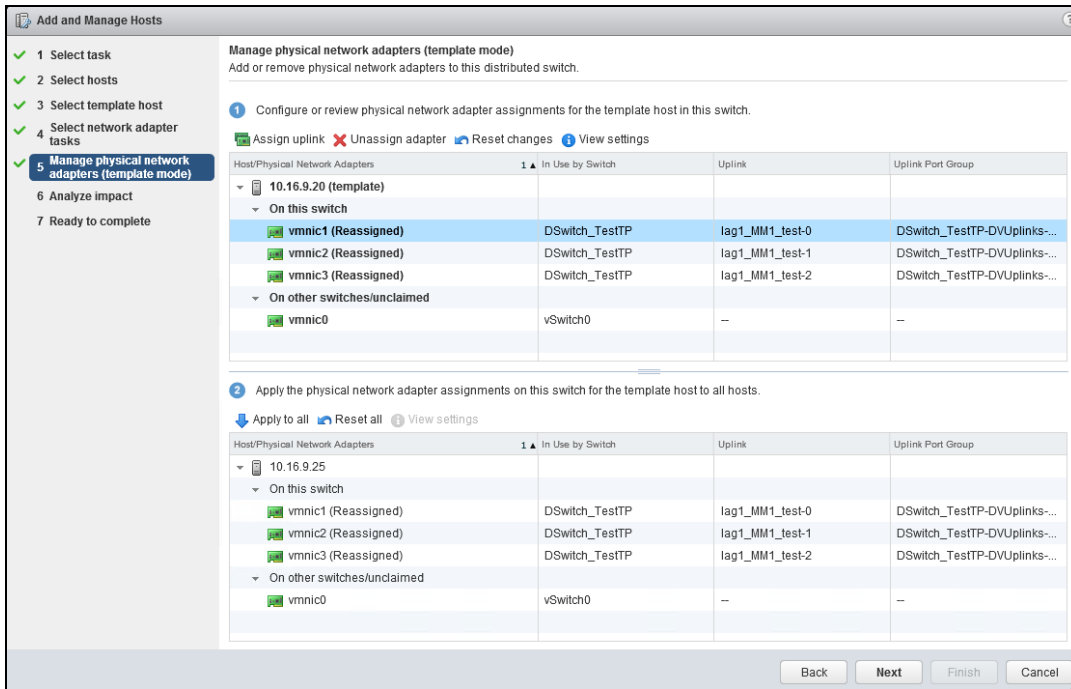 Add and Manage Hosts
?
1 Select task
2 Select hosts
3 Select template host
4 Select network adapter
tasks
5 Manage physical network
adapters (template mode)
6 Analyze impact
7 Ready to complete
Manage physical network adapters (template mode)
Add or remove physical network adapters to this distributed switch.
1 Configure or review physical network adapter assignments for the template host in this switch.
Assign uplink Unassign adapter Reset changes View settings
Host/Physical Network Adapters 1 ▲ In Use by Switch Uplink Uplink Port Group
10.16.9.20 (template)
On this switch
vmnic1 (Reassigned) DSwitch_TestTP lag1_MM1_test-0 DSwitch_TestTP-DVUplinks-...
vmnic2 (Reassigned) DSwitch_TestTP lag1_MM1_test-1 DSwitch_TestTP-DVUplinks-...
vmnic3 (Reassigned) DSwitch_TestTP lag1_MM1_test-2 DSwitch_TestTP-DVUplinks-...
On other switches/unclaimed
vmnic0 vSwitch0 -- --
2 Apply the physical network adapter assignments on this switch for the template host to all hosts.
Apply to all Reset all View settings
Host/Physical Network Adapters 1 ▲ In Use by Switch Uplink Uplink Port Group
10.16.9.25
On this switch
vmnic1 (Reassigned) DSwitch_TestTP lag1_MM1_test-0 DSwitch_TestTP-DVUplinks-...
vmnic2 (Reassigned) DSwitch_TestTP lag1_MM1_test-1 DSwitch_TestTP-DVUplinks-...
vmnic3 (Reassigned) DSwitch_TestTP lag1_MM1_test-2 DSwitch_TestTP-DVUplinks-...
On other switches/unclaimed
vmnic0 vSwitch0 -- --
Back Next Finish Cancel